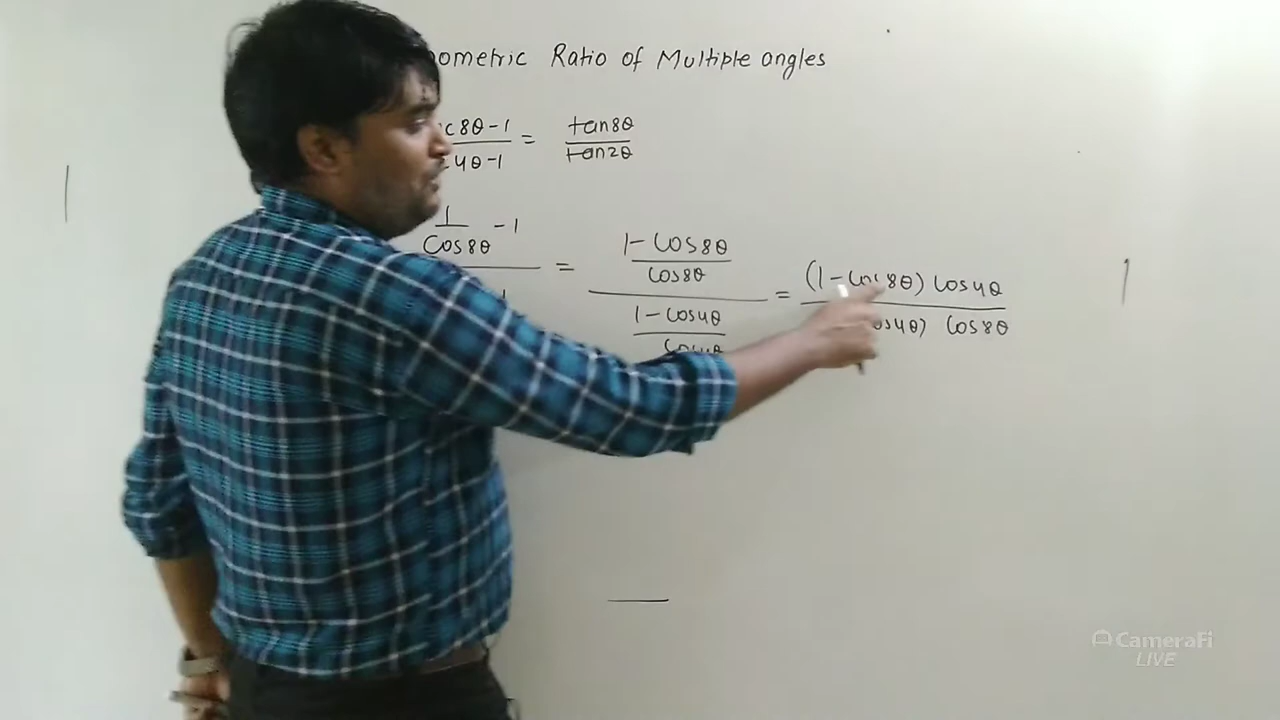 ometric Ratio of Multiple angles
c8θ-1 = tan8θ
4θ-1 tan2θ
1/Cos8θ -1 = 1-Cos8θ/Cos8θ = (1-Cos8θ) Cos4θ
1-Cos4θ/Cos4θ os4θ) Cos8θ
CameraFi
LIVE